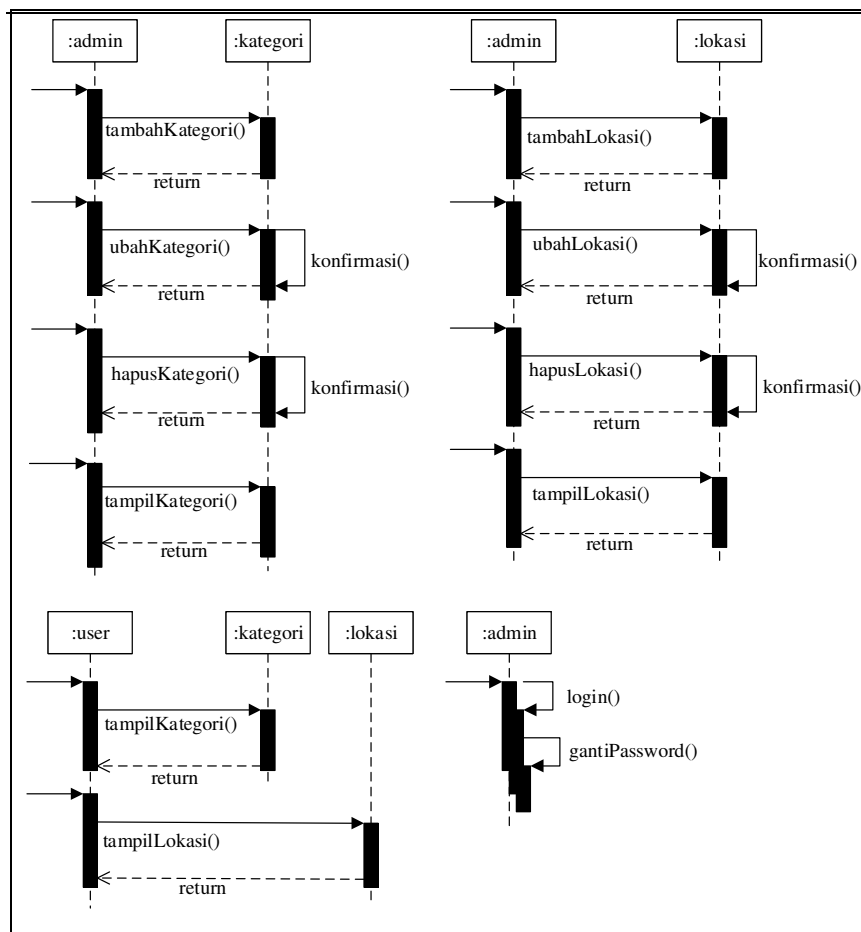 :admin
:kategori
tambahKategori()
return
ubahKategori()
konfirmasi()
return
hapusKategori()
konfirmasi()
return
tampilKategori()
return
:admin
:lokasi
tambahLokasi()
return
ubahLokasi()
konfirmasi()
return
hapusLokasi()
konfirmasi()
return
tampilLokasi()
return
:user
:kategori
:lokasi
tampilKategori()
return
tampilLokasi()
return
:admin
login()
gantiPassword()